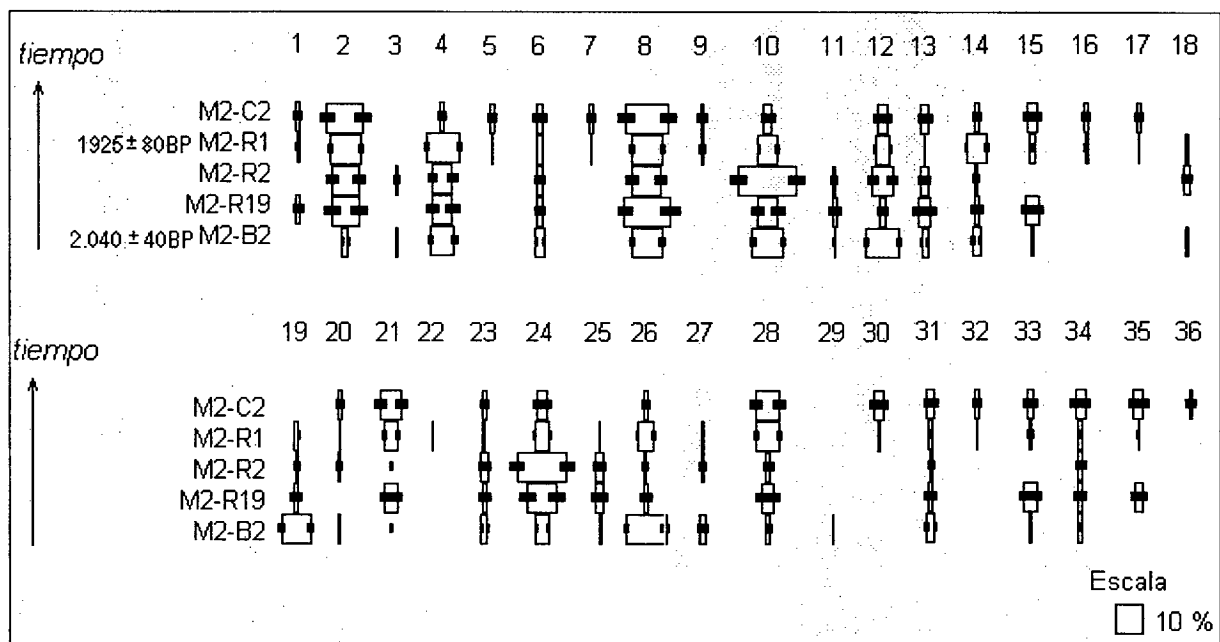 1 2 3 4 5 6 7 8 9 10 11 12 13 14 15 16 17 18
tiempo
M2-C2
1925±80BP M2-R1
M2-R2
M2-R19
2.040±40BP M2-B2
19 20 21 22 23 24 25 26 27 28 29 30 31 32 33 34 35 36
tiempo
M2-C2
M2-R1
M2-R2
M2-R19
M2-B2
Escala
10 %